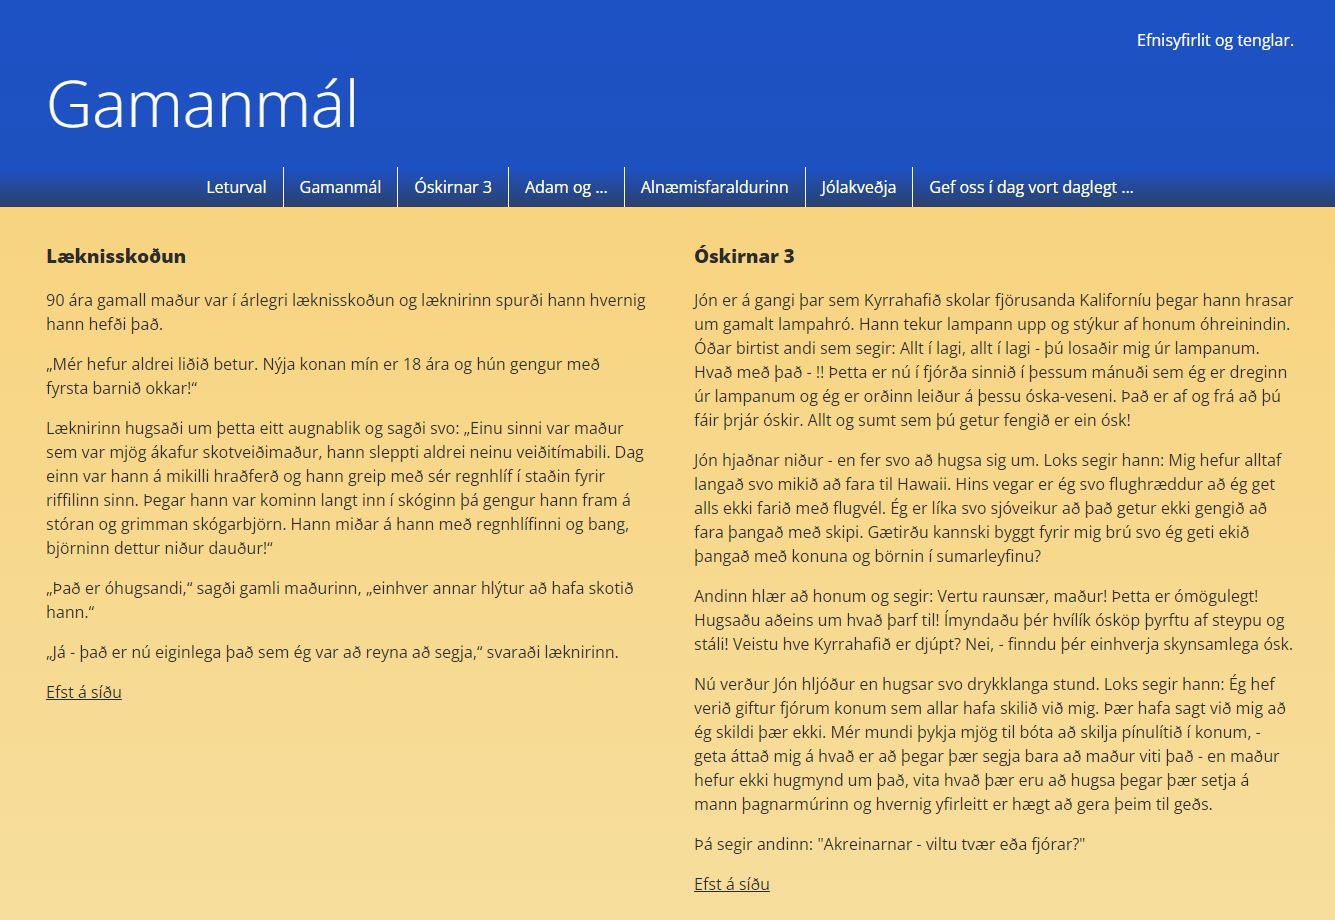 Efnisyfirlit og tenglar.
Gamanmál
Leturval
Gamanmál
Óskirnar 3
Adam og ...
Alnæmisfaraldurinn
Jólakveðja
Gef oss í dag vort daglegt ...
Læknisskoðun
90 ára gamall maður var í árlegri læknisskoðun og læknirinn spurði hann hvernig
hann hefði það.
„Mér hefur aldrei liðið betur. Nýja konan mín er 18 ára og hún gengur með
fyrsta barnið okkar!“
Læknirinn hugsaði um þetta eitt augnablik og sagði svo: „Einu sinni var maður
sem var mjög ákafur skotveiðimaður, hann sleppti aldrei neinu veiðitímabili. Dag
einn var hann á mikilli hraðferð og hann greip með sér regnhlíf í staðin fyrir
riffilinn sinn. Þegar hann var kominn langt inn í skóginn þá gengur hann fram á
stóran og grimman skógarbjörn. Hann miðar á hann með regnhlífinni og bang,
björninn dettur niður dauður!“
„Það er óhugsandi,“ sagði gamli maðurinn, „einhver annar hlýtur að hafa skotið
hann.“
„Já - það er nú eiginlega það sem ég var að reyna að segja,“ svaraði læknirinn.
Efst á síðu
Óskirnar 3
Jón er á gangi þar sem Kyrrahafið skolar fjörusanda Kaliforníu þegar hann hrasar
um gamalt lampahró. Hann tekur lampann upp og stýkur af honum óhreinindin.
Óðar birtist andi sem segir: Allt í lagi, allt í lagi - þú losaðir mig úr lampanum.
Hvað með það - !! Þetta er nú í fjórða sinnið í þessum mánuði sem ég er dreginn
úr lampanum og ég er orðinn leiður á þessu óska-veseni. Það er af og frá að þú
fáir þrjár óskir. Allt og sumt sem þú getur fengið er ein ósk!
Jón hjaðnar niður - en fer svo að hugsa sig um. Loks segir hann: Mig hefur alltaf
langað svo mikið að fara til Hawaii. Hins vegar er ég svo flughræddur að ég get
alls ekki farið með flugvél. Ég er líka svo sjóveikur að það getur ekki gengið að
fara þangað með skipi. Gætirðu kannski byggt fyrir mig brú svo ég geti ekið
þangað með konuna og börnin í sumarleyfinu?
Andinn hlær að honum og segir: Vertu raunsær, maður! Þetta er ómögulegt!
Hugsaðu aðeins um hvað þarf til! Ímyndaðu þér hvílík ósköp þyrftu af steypu og
stáli! Veistu hve Kyrrahafið er djúpt? Nei, - finndu þér einhverja skynsamlega ósk.
Nú verður Jón hljóður en hugsar svo drykklanga stund. Loks segir hann: Ég hef
verið giftur fjórum konum sem allar hafa skilið við mig. Þær hafa sagt við mig að
ég skildi þær ekki. Mér mundi þykja mjög til bóta að skilja pínulítið í konum, -
geta áttað mig á hvað er að þegar þær segja bara að maður viti það - en maður
hefur ekki hugmynd um það, vita hvað þær eru að hugsa þegar þær setja á
mann þagnarmúrinn og hvernig yfirleitt er hægt að gera þeim til geðs.
Þá segir andinn: "Akreinarnar - viltu tvær eða fjórar?"
Efst á síðu